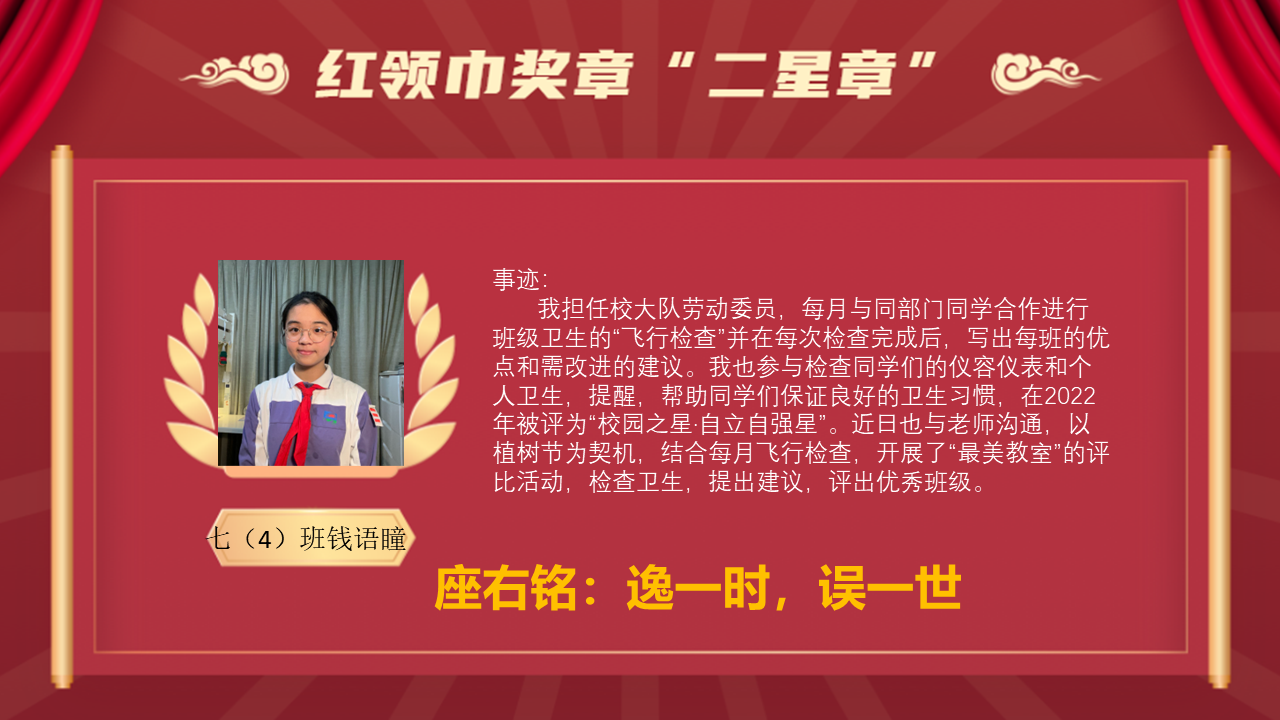 红领巾奖章“二星章”
事迹：
我担任校大队劳动委员，每月与同部门同学合作进行
班级卫生的“飞行检查”并在每次检查完成后，写出每班的优
点和需改进的建议。我也参与检查同学们的仪容仪表和个
人卫生，提醒，帮助同学们保证良好的卫生习惯，在2022
年被评为“校园之星·自立自强星”。近日也与老师沟通，以
植树节为契机，结合每月飞行检查，开展了“最美教室”的评
比活动，检查卫生，提出建议，评出优秀班级。
七（4）班钱语瞳
座右铭：逸一时，误一世